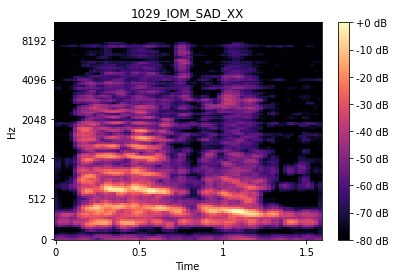 1029_IOM_SAD_XX
+0 dB
8192
-10 dB
4096
-20 dB
-30 dB
2048
Hz
-40 dB
1024
-50 dB
512
-60 dB
-70 dB
0
-80 dB
0
0.5
1
1.5
Time